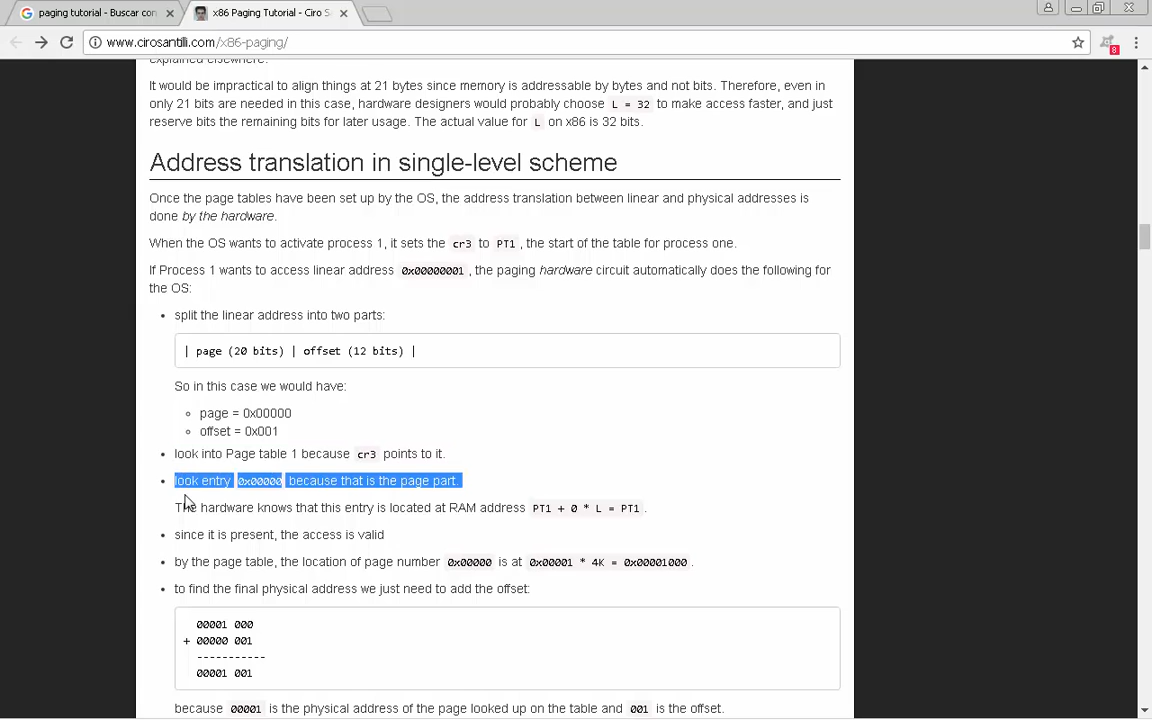 paging tutorial - Buscar con
x86 Paging Tutorial - Ciro S
www.cirosantilli.com/x86-paging/
8
explained elsewhere.
It would be impractical to align things at 21 bytes since memory is addressable by bytes and not bits. Therefore, even in
only 21 bits are needed in this case, hardware designers would probably choose L = 32 to make access faster, and just
reserve bits the remaining bits for later usage. The actual value for L on x86 is 32 bits.
Address translation in single-level scheme
Once the page tables have been set up by the OS, the address translation between linear and physical addresses is
done by the hardware.
When the OS wants to activate process 1, it sets the cr3 to PT1, the start of the table for process one.
If Process 1 wants to access linear address 0x00000001, the paging hardware circuit automatically does the following for
the OS:
• split the linear address into two parts:
| page (20 bits) | offset (12 bits) |
So in this case we would have:
◦ page = 0x00000
◦ offset = 0x001
• look into Page table 1 because cr3 points to it.
• look entry 0x00000 because that is the page part.
The hardware knows that this entry is located at RAM address PT1 + 0 * L = PT1.
• since it is present, the access is valid
• by the page table, the location of page number 0x00000 is at 0x00001 * 4K = 0x00001000.
• to find the final physical address we just need to add the offset:
00001 000
+ 00000 001
-----------
00001 001
because 00001 is the physical address of the page looked up on the table and 001 is the offset.